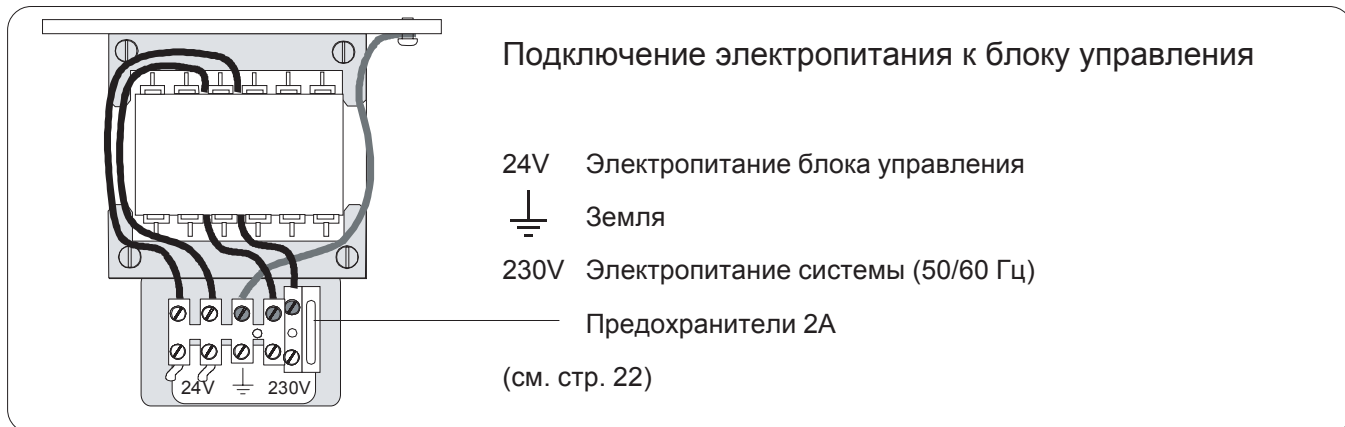 Подключение электропитания к блоку управления
24V Электропитание блока управления
Земля
230V Электропитание системы (50/60 Гц)
Предохранители 2А
(см. стр. 22)
24V 230V